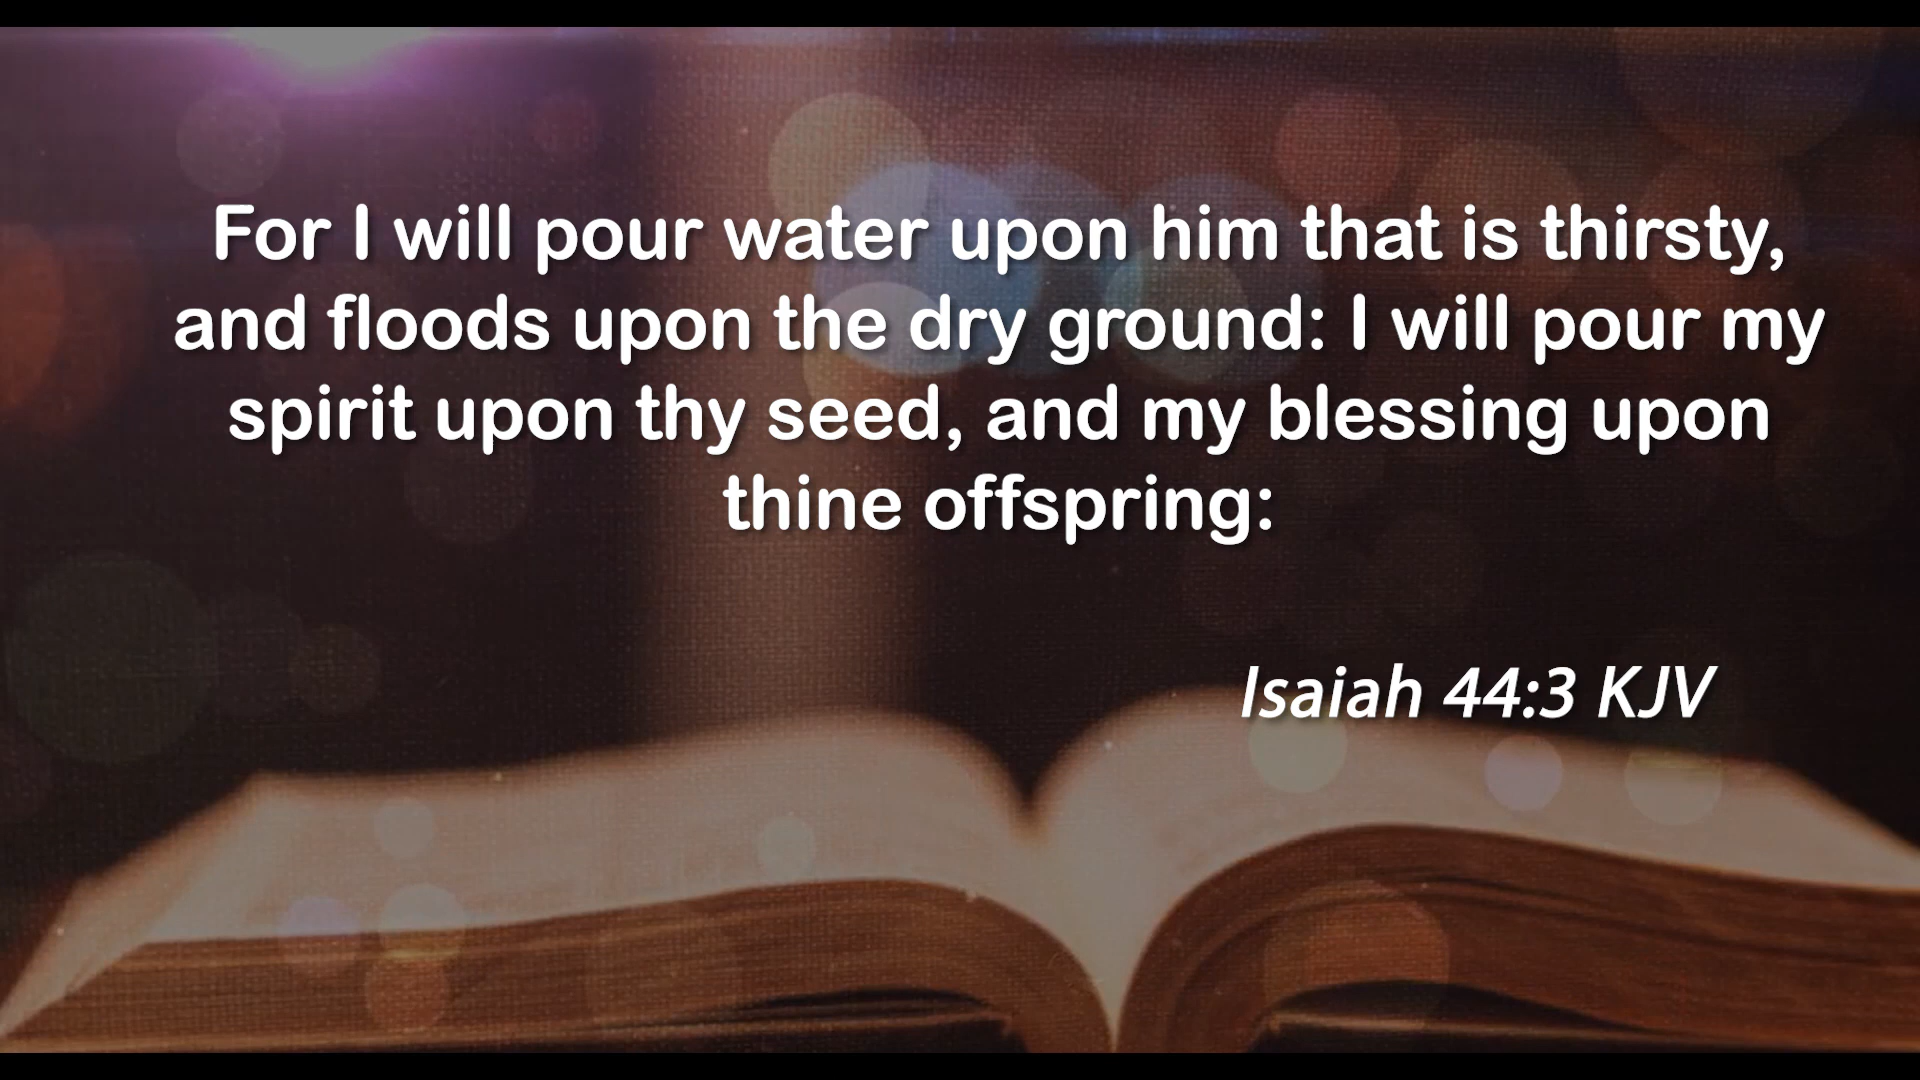 For I will pour water upon him that is thirsty,
and floods upon the dry ground: I will pour my
spirit upon thy seed, and my blessing upon
thine offspring:
Isaiah 44:3 KJV